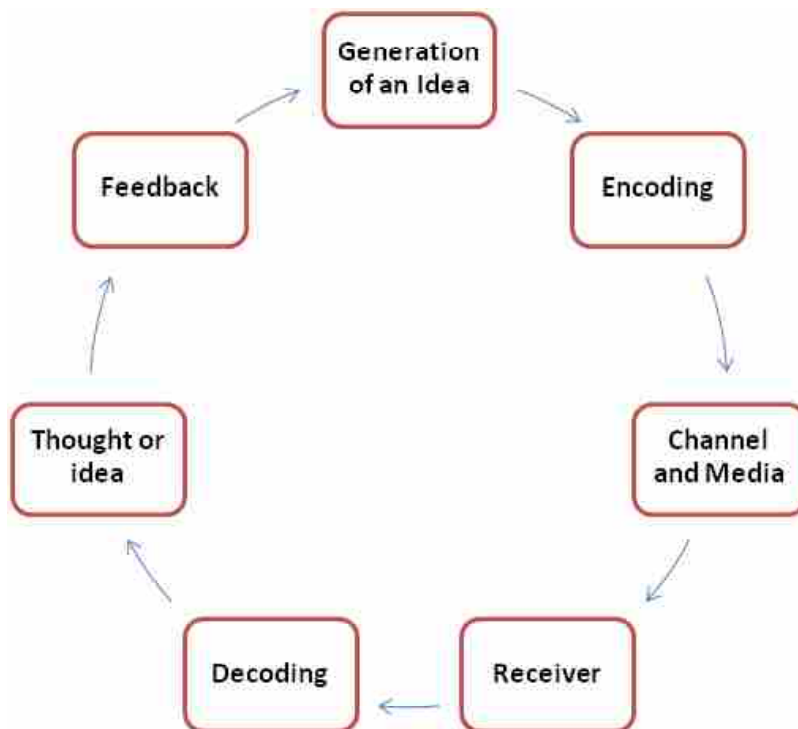 Generation
of an Idea
Encoding
Channel
and Media
Receiver
Decoding
Thought or
idea
Feedback